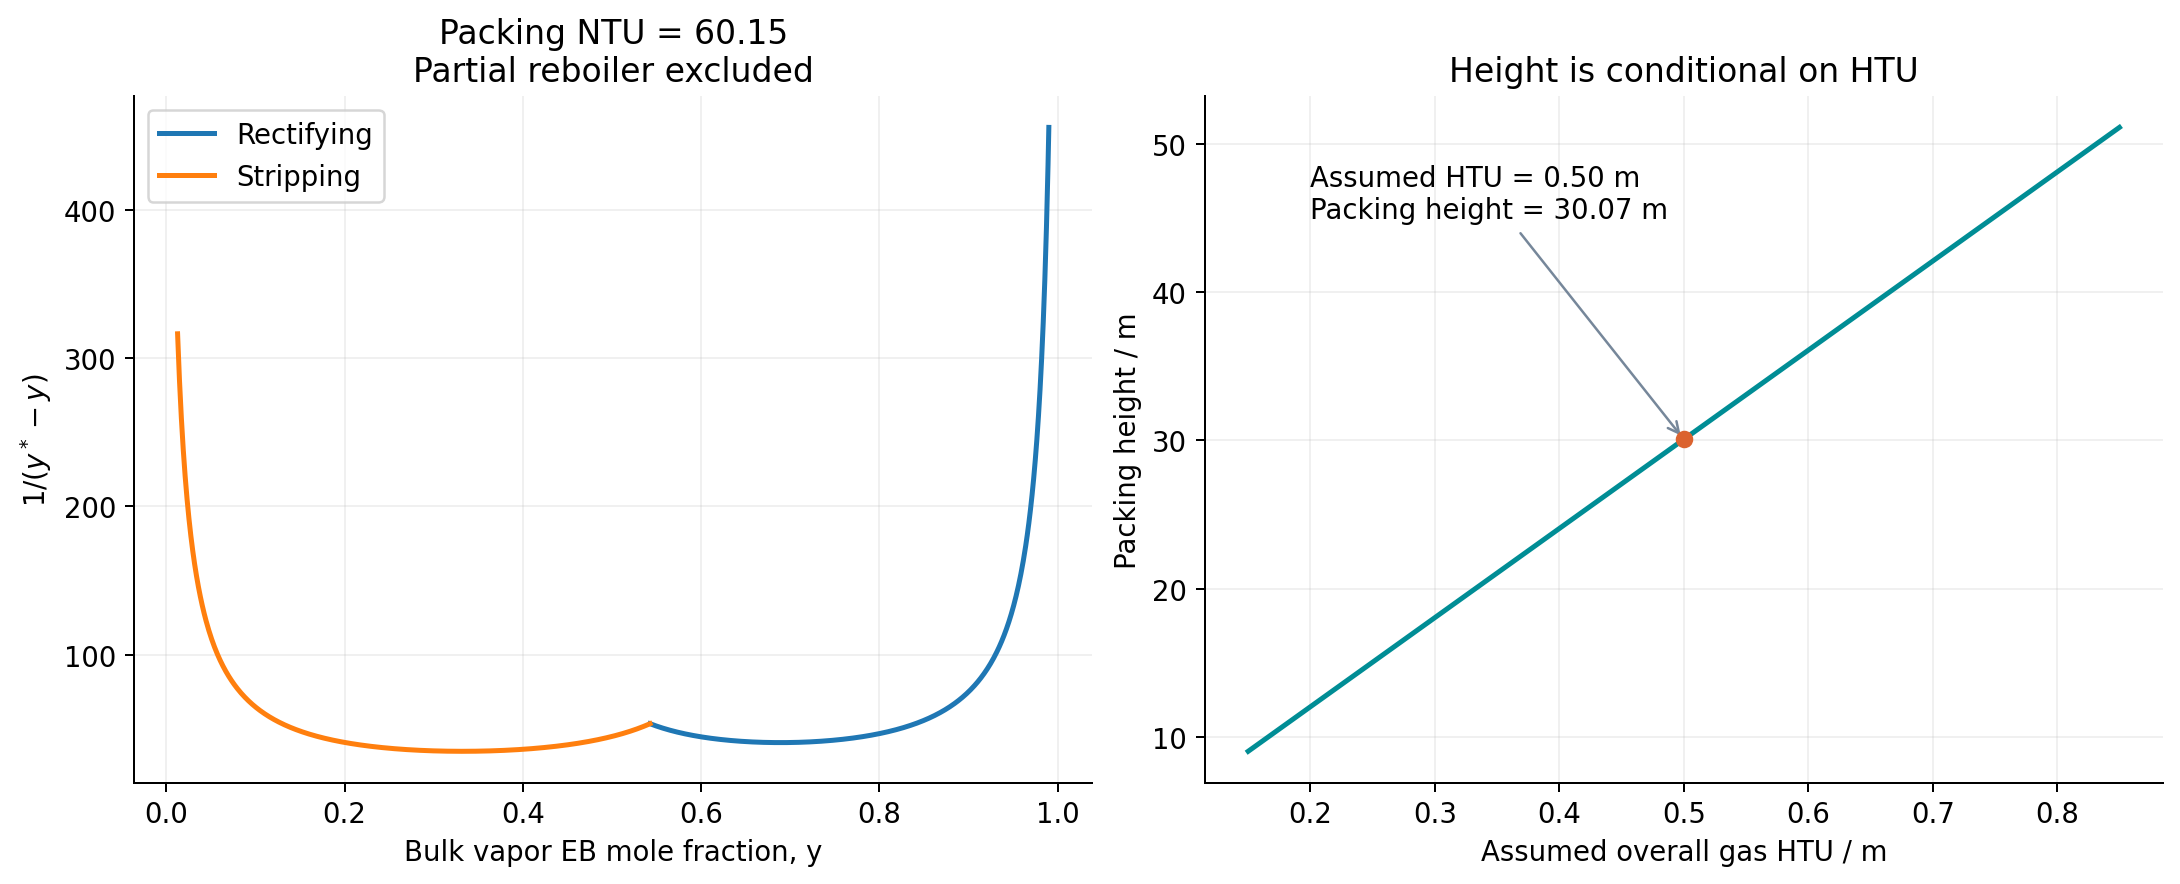 Packing NTU = 60.15
Partial reboiler excluded
Rectifying
Stripping
400
300
200
100
1/(y* − y)
0.0 0.2 0.4 0.6 0.8 1.0
Bulk vapor EB mole fraction, y
Height is conditional on HTU
Assumed HTU = 0.50 m
Packing height = 30.07 m
50
40
30
20
10
Packing height / m
0.2 0.3 0.4 0.5 0.6 0.7 0.8
Assumed overall gas HTU / m